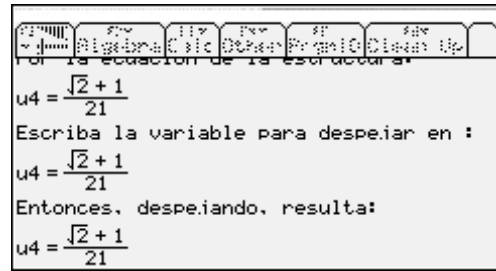 Algebra Calc Other PrgmIO Clean Up
Por la ecuación de la estructura:
u4 = (√2 + 1)/21
Escriba la variable para despejar en :
u4 = (√2 + 1)/21
Entonces, despejando, resulta:
u4 = (√2 + 1)/21